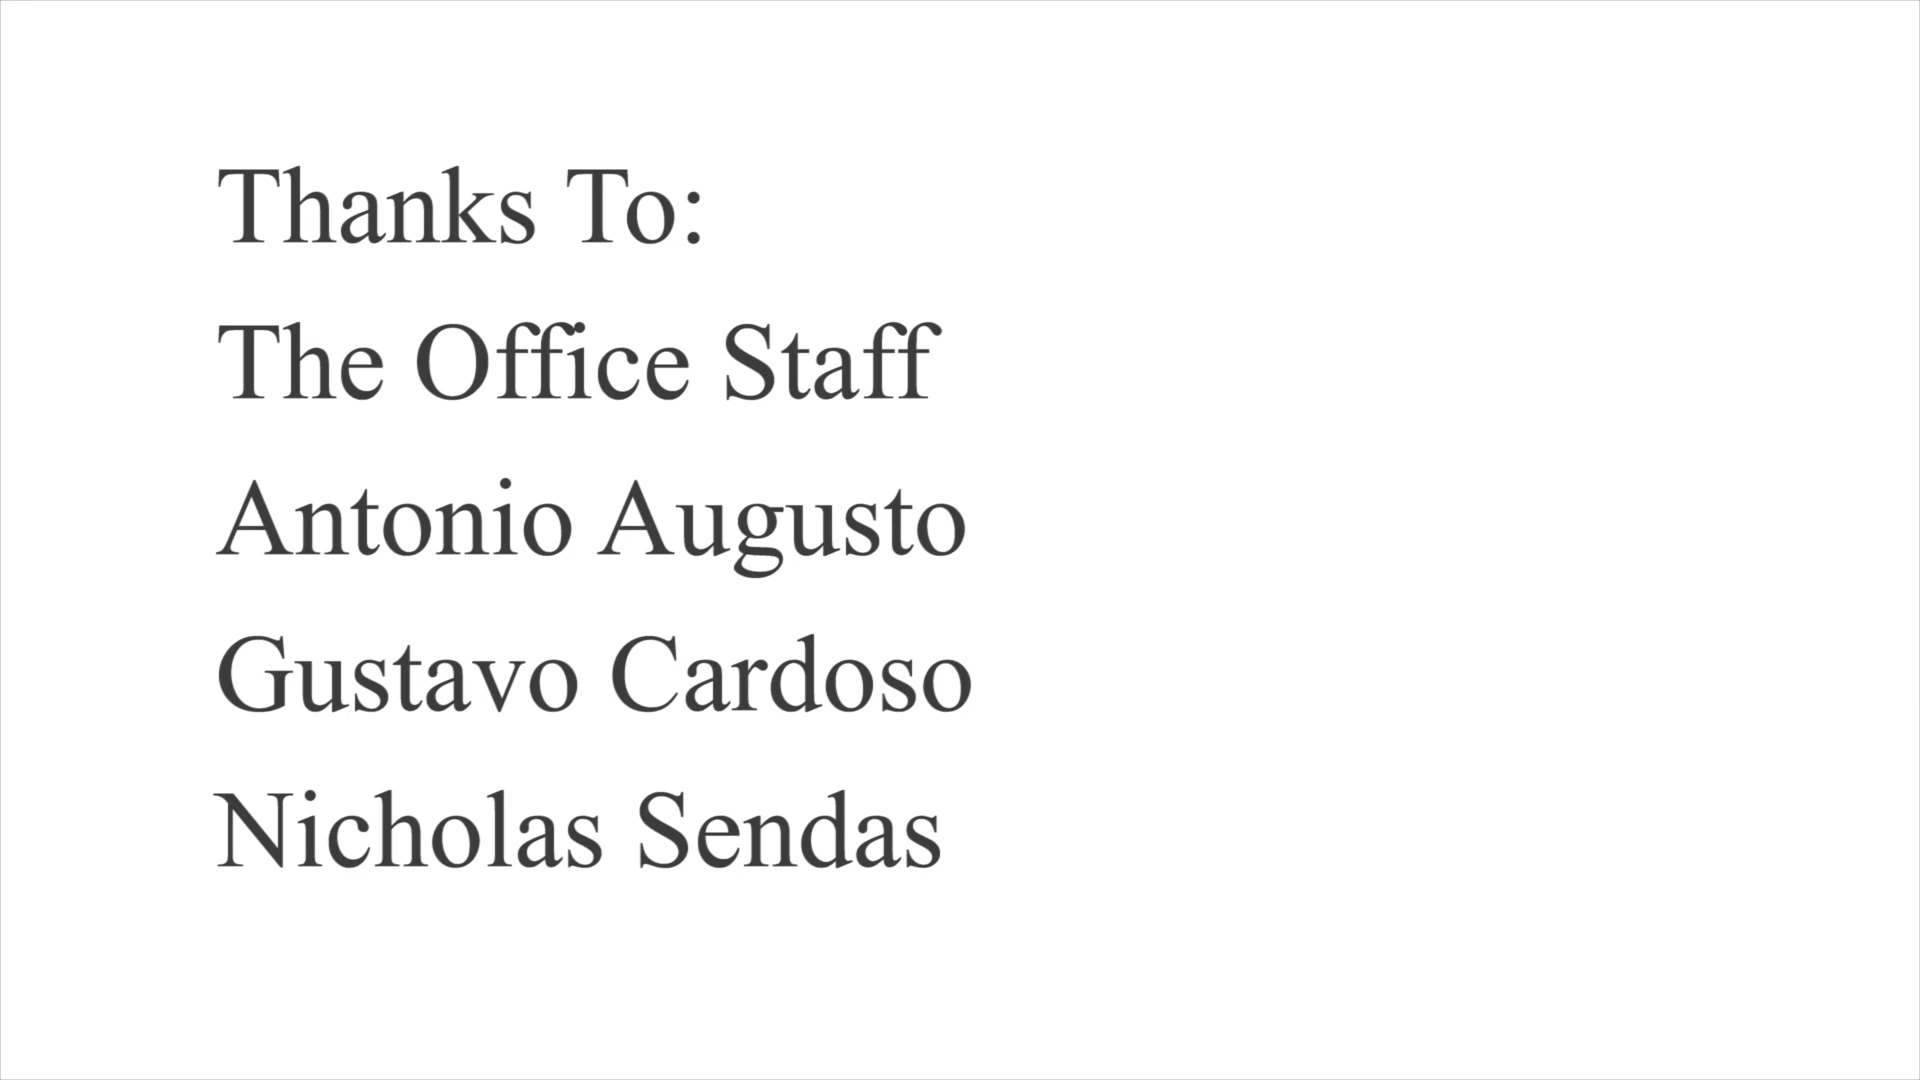 Thanks To:
The Office Staff
Antonio Augusto
Gustavo Cardoso
Nicholas Sendas